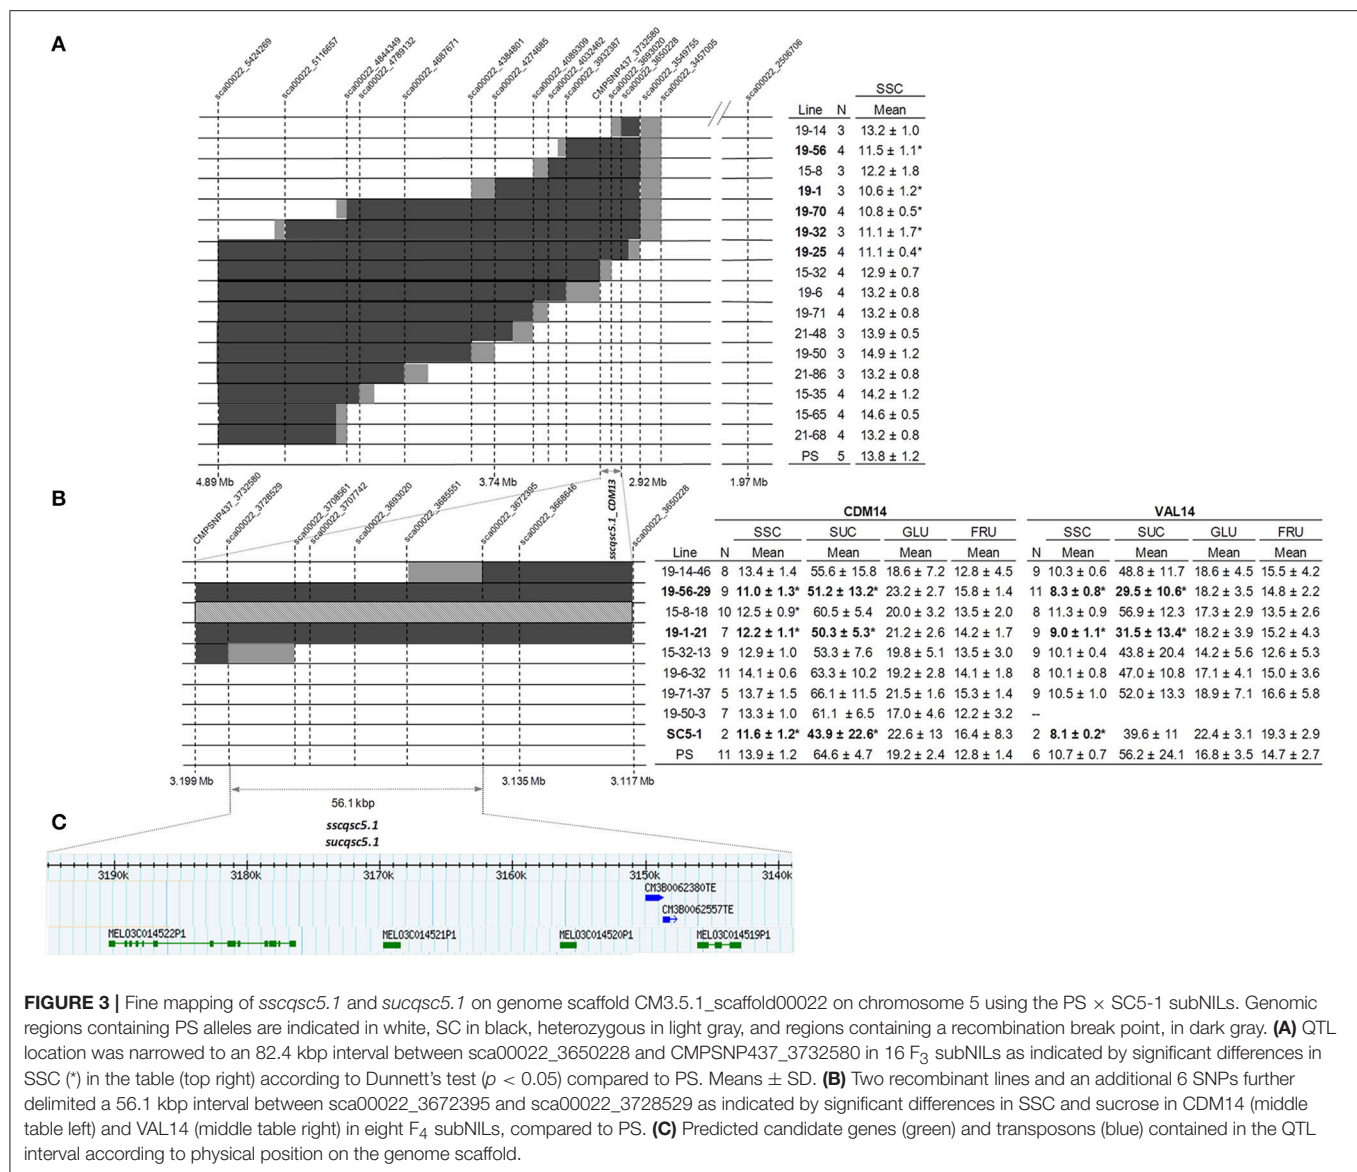 A
sca00022_5424269
sca00022_5116657
sca00022_4844349
sca00022_4789132
sca00022_4687671
sca00022_4384801
sca00022_4274685
sca00022_4089309
sca00022_4032462
sca00022_3932387
CMPSNP437_3732580
sca00022_3693020
sca00022_3650228
sca00022_3549755
sca00022_3457005
sca00022_2506706
SSC
Line N Mean
19-14 3 13.2 ± 1.0
19-56 4 11.5 ± 1.1*
15-8 3 12.2 ± 1.8
19-1 3 10.6 ± 1.2*
19-70 4 10.8 ± 0.5*
19-32 3 11.1 ± 1.7*
19-25 4 11.1 ± 0.4*
15-32 4 12.9 ± 0.7
19-6 4 13.2 ± 0.8
19-71 4 13.2 ± 0.8
21-48 3 13.9 ± 0.5
19-50 3 14.9 ± 1.2
21-86 3 13.2 ± 0.8
15-35 4 14.2 ± 1.2
15-65 4 14.6 ± 0.5
21-68 4 13.2 ± 0.8
PS 5 13.8 ± 1.2
4.89 Mb 3.74 Mb 2.92 Mb 1.97 Mb
sscqsc5.1_CDM13
B
CMPSNP437_3732580
sca00022_3728529
sca00022_3708561
sca00022_3707742
sca00022_3693020
sca00022_3685551
sca00022_3672395
sca00022_3668646
sca00022_3650228
CDM14 VAL14
SSC SUC GLU FRU SSC SUC GLU FRU
Line N Mean Mean Mean Mean N Mean Mean Mean Mean
19-14-46 8 13.4 ± 1.4 55.6 ± 15.8 18.6 ± 7.2 12.8 ± 4.5 9 10.3 ± 0.6 48.8 ± 11.7 18.6 ± 4.5 15.5 ± 4.2
19-56-29 9 11.0 ± 1.3* 51.2 ± 13.2* 23.2 ± 2.7 15.8 ± 1.4 11 8.3 ± 0.8* 29.5 ± 10.6* 18.2 ± 3.5 14.8 ± 2.2
15-8-18 10 12.5 ± 0.9* 60.5 ± 5.4 20.0 ± 3.2 13.5 ± 2.0 8 11.3 ± 0.9 56.9 ± 12.3 17.3 ± 2.9 13.5 ± 2.6
19-1-21 7 12.2 ± 1.1* 50.3 ± 5.3* 21.2 ± 2.6 14.2 ± 1.7 9 9.0 ± 1.1* 31.5 ± 13.4* 18.2 ± 3.9 15.2 ± 4.3
15-32-13 9 12.9 ± 1.0 53.3 ± 7.6 19.8 ± 5.1 13.5 ± 3.0 9 10.1 ± 0.4 43.8 ± 20.4 14.2 ± 5.6 12.6 ± 5.3
19-6-32 11 14.1 ± 0.6 63.3 ± 10.2 19.2 ± 2.8 14.1 ± 1.8 8 10.1 ± 0.8 47.0 ± 10.8 17.1 ± 4.1 15.0 ± 3.6
19-71-37 5 13.7 ± 1.5 66.1 ± 11.5 21.5 ± 1.6 15.3 ± 1.4 9 10.5 ± 1.0 52.0 ± 13.3 18.9 ± 7.1 16.6 ± 5.8
19-50-3 7 13.3 ± 1.0 61.1 ± 6.5 17.0 ± 4.6 12.2 ± 3.2 --
SC5-1 2 11.6 ± 1.2* 43.9 ± 22.6* 22.6 ± 13 16.4 ± 8.3 2 8.1 ± 0.2* 39.6 ± 11 22.4 ± 3.1 19.3 ± 2.9
PS 11 13.9 ± 1.2 64.6 ± 4.7 19.2 ± 2.4 12.8 ± 1.4 6 10.7 ± 0.7 56.2 ± 24.1 16.8 ± 3.5 14.7 ± 2.7
3.199 Mb 3.135 Mb 3.117 Mb
56.1 kbp
sscqsc5.1
sucqsc5.1
C
3190k 3180k 3170k 3160k 3150k 3140k
CM3B0062380TE
CM3B0062557TE
MELO3C014522P1 MELO3C014521P1 MELO3C014520P1 MELO3C014519P1
FIGURE 3 | Fine mapping of sscqsc5.1 and sucqsc5.1 on genome scaffold CM3.5.1_scaffold00022 on chromosome 5 using the PS × SC5-1 subNILs. Genomic
regions containing PS alleles are indicated in white, SC in black, heterozygous in light gray, and regions containing a recombination break point, in dark gray. (A) QTL
location was narrowed to an 82.4 kbp interval between sca00022_3650228 and CMPSNP437_3732580 in 16 F3 subNILs as indicated by significant differences in
SSC (*) in the table (top right) according to Dunnett's test (p < 0.05) compared to PS. Means ± SD. (B) Two recombinant lines and an additional 6 SNPs further
delimited a 56.1 kbp interval between sca00022_3672395 and sca00022_3728529 as indicated by significant differences in SSC and sucrose in CDM14 (middle
table left) and VAL14 (middle table right) in eight F4 subNILs, compared to PS. (C) Predicted candidate genes (green) and transposons (blue) contained in the QTL
interval according to physical position on the genome scaffold.